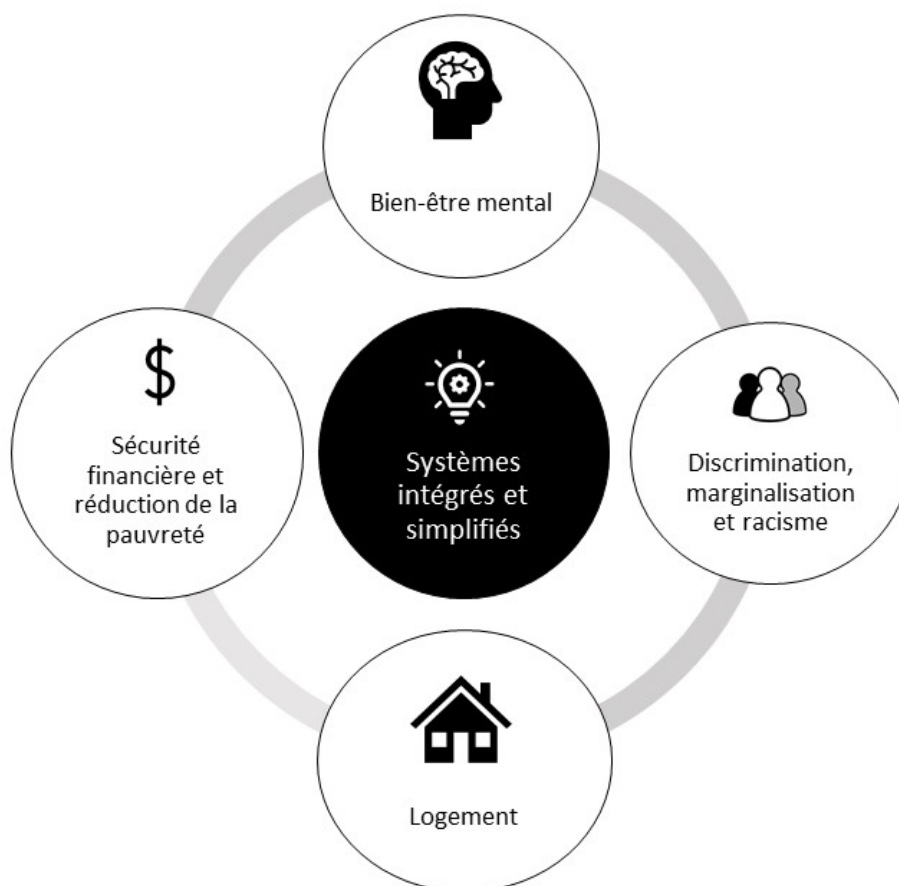 Bien-être mental
$
Sécurité
financière et
réduction de la
pauvreté
Systèmes
intégrés et
simplifiés
Discrimination,
marginalisation
et racisme
Logement